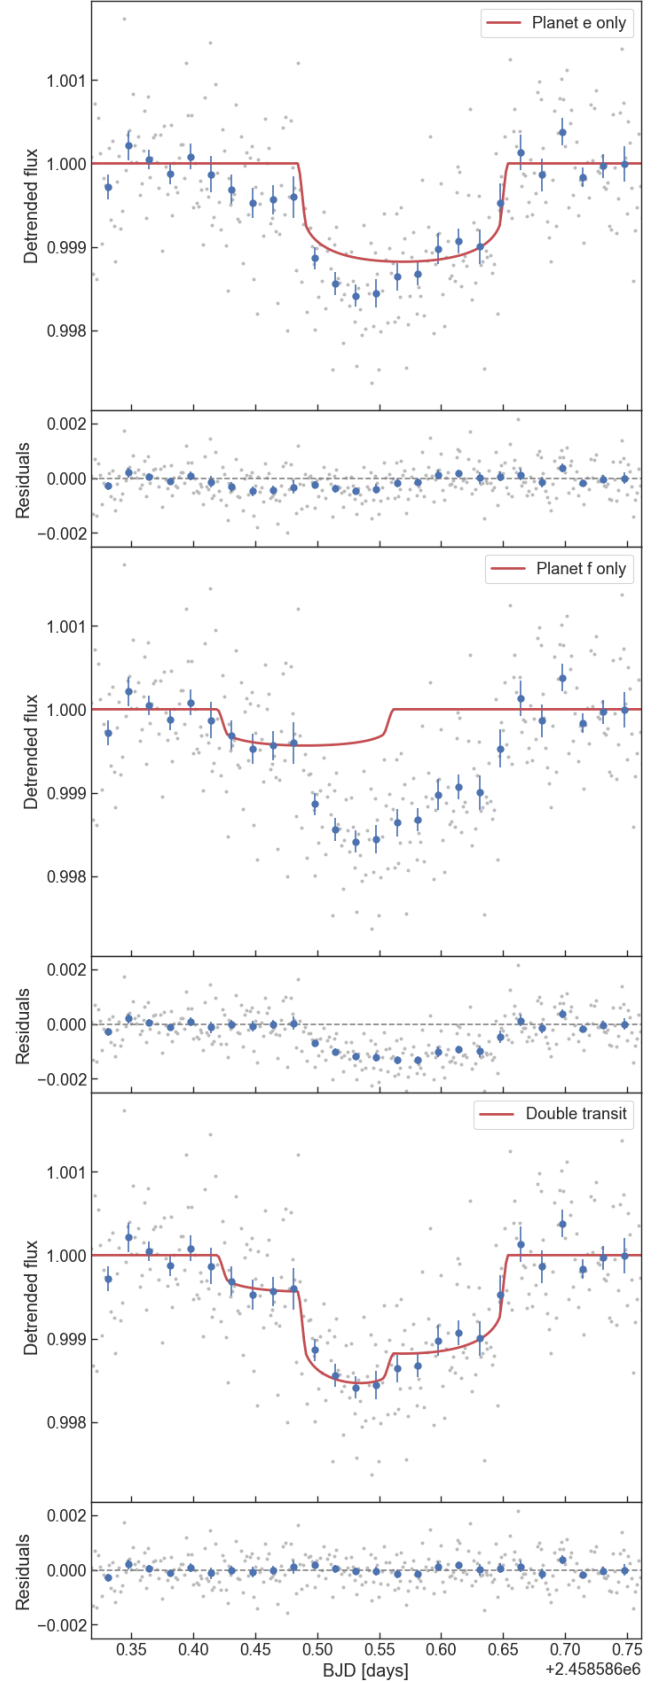 Planet e only
1.001
1.000
0.999
0.998
Detrended flux
0.002
0.000
−0.002
Residuals
Planet f only
1.001
1.000
0.999
0.998
Detrended flux
0.002
0.000
−0.002
Residuals
Double transit
1.001
1.000
0.999
0.998
Detrended flux
0.002
0.000
−0.002
Residuals
0.35 0.40 0.45 0.50 0.55 0.60 0.65 0.70 0.75
BJD [days]
+2.458586e6